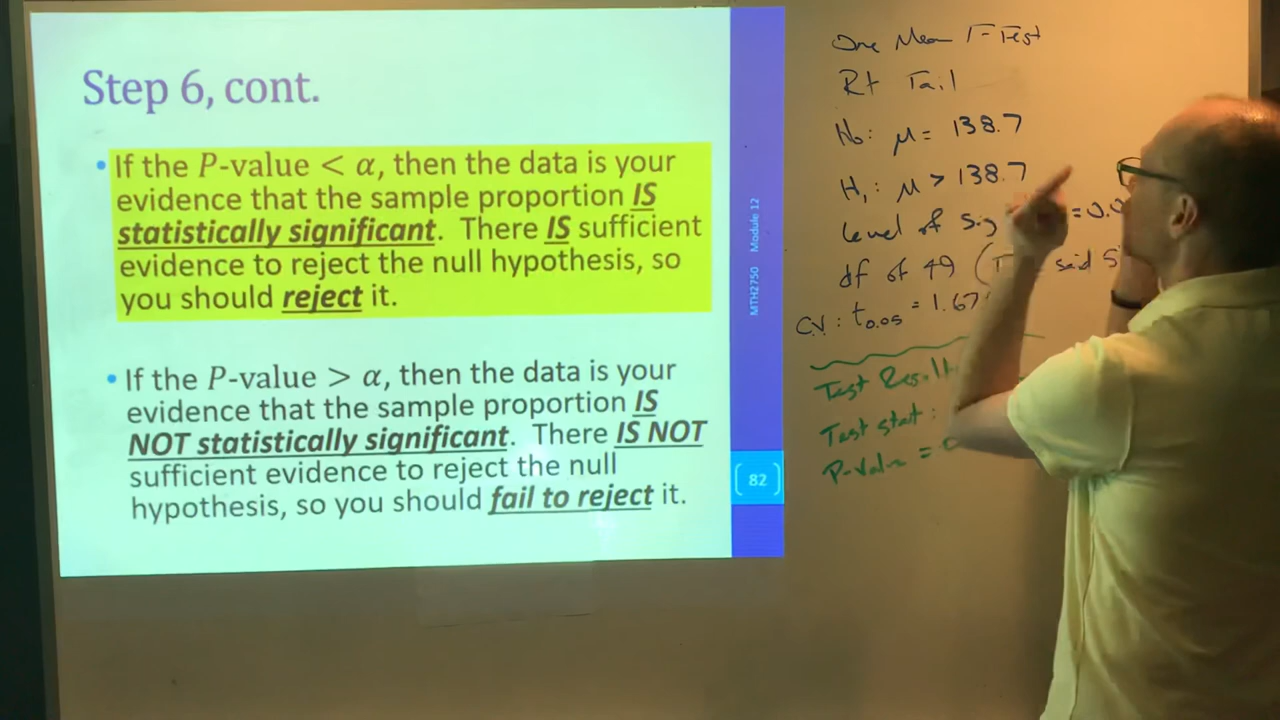 Step 6, cont.
• If the P-value < α, then the data is your
evidence that the sample proportion IS
statistically significant. There IS sufficient
evidence to reject the null hypothesis, so
you should reject it.
• If the P-value > α, then the data is your
evidence that the sample proportion IS
NOT statistically significant. There IS NOT
sufficient evidence to reject the null
hypothesis, so you should fail to reject it.
MTH2750 Module 12
82
One Mean T-Test
Rt Tail
H₀: μ = 138.7
H₁: μ > 138.7
Level of Sig = 0.0
df of 49 ( said
CV: t0.05 = 1.67
Test Result
Test stat:
P-Value =